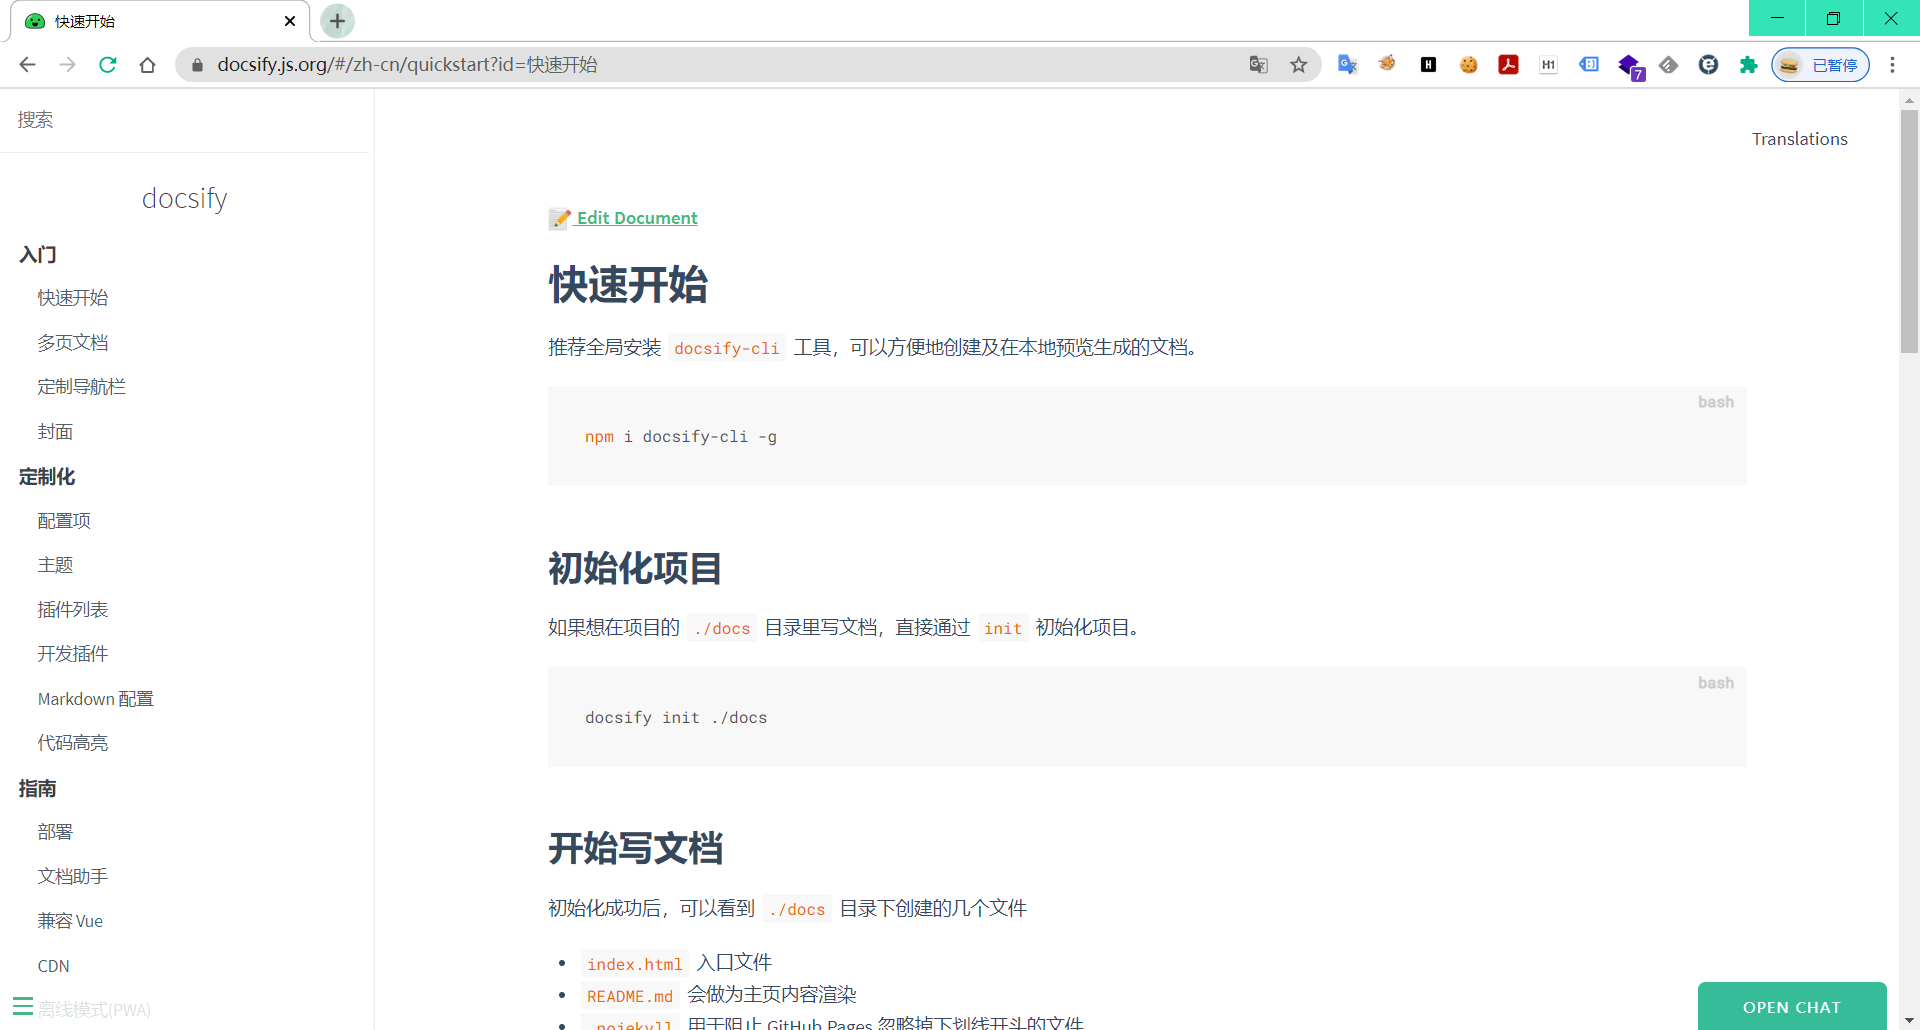 快速开始
docsify.js.org/#/zh-cn/quickstart?id=快速开始
H
H1
7
已暂停
搜索
docsify
入门
快速开始
多页文档
定制导航栏
封面
定制化
配置项
主题
插件列表
开发插件
Markdown 配置
代码高亮
指南
部署
文档助手
兼容 Vue
CDN
离线模式(PWA)
Translations
Edit Document
快速开始
推荐全局安装 docsify-cli 工具，可以方便地创建及在本地预览生成的文档。
bash
npm i docsify-cli -g
初始化项目
如果想在项目的 ./docs 目录里写文档，直接通过 init 初始化项目。
bash
docsify init ./docs
开始写文档
初始化成功后，可以看到 ./docs 目录下创建的几个文件
index.html 入口文件
README.md 会做为主页内容渲染
.nojekyll 用于阻止 GitHub Pages 忽略掉下划线开头的文件
OPEN CHAT